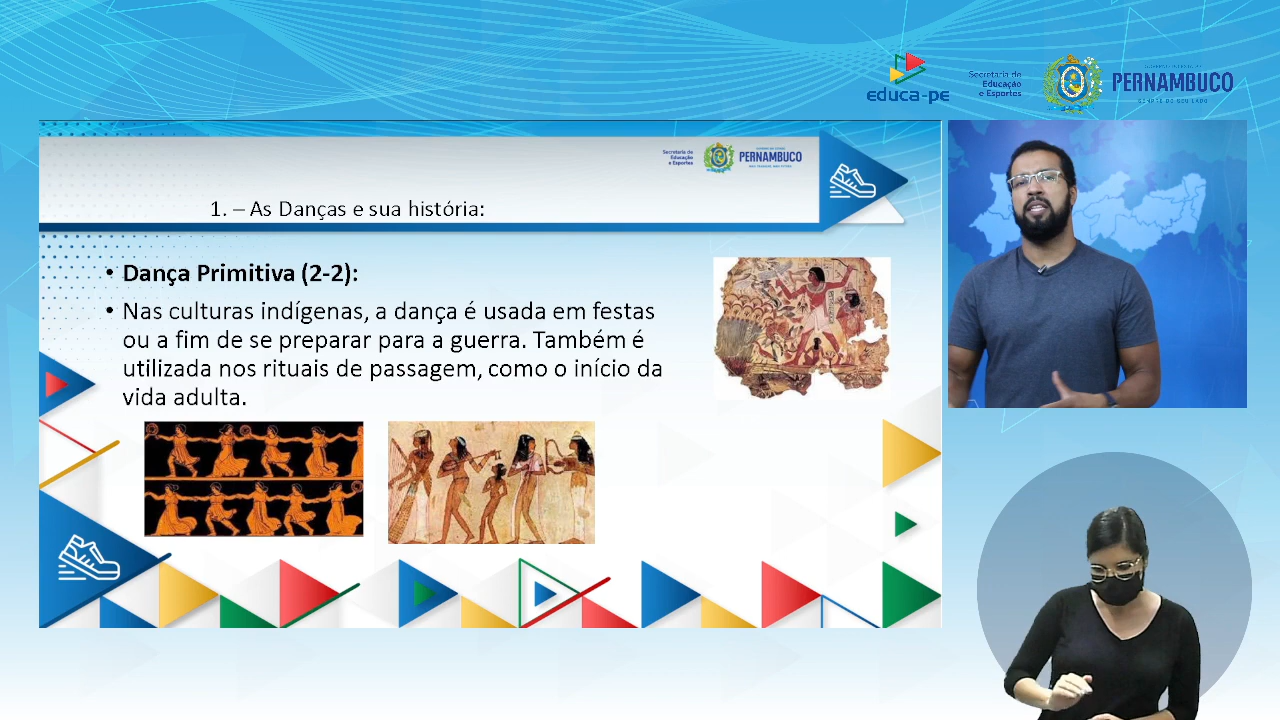 educa-pe
Secretaria de
Educação
e Esportes
PERNAMBUCO
Secretaria de
Educação
e Esportes
PERNAMBUCO
1. – As Danças e sua história:
• Dança Primitiva (2-2):
• Nas culturas indígenas, a dança é usada em festas
ou a fim de se preparar para a guerra. Também é
utilizada nos rituais de passagem, como o início da
vida adulta.